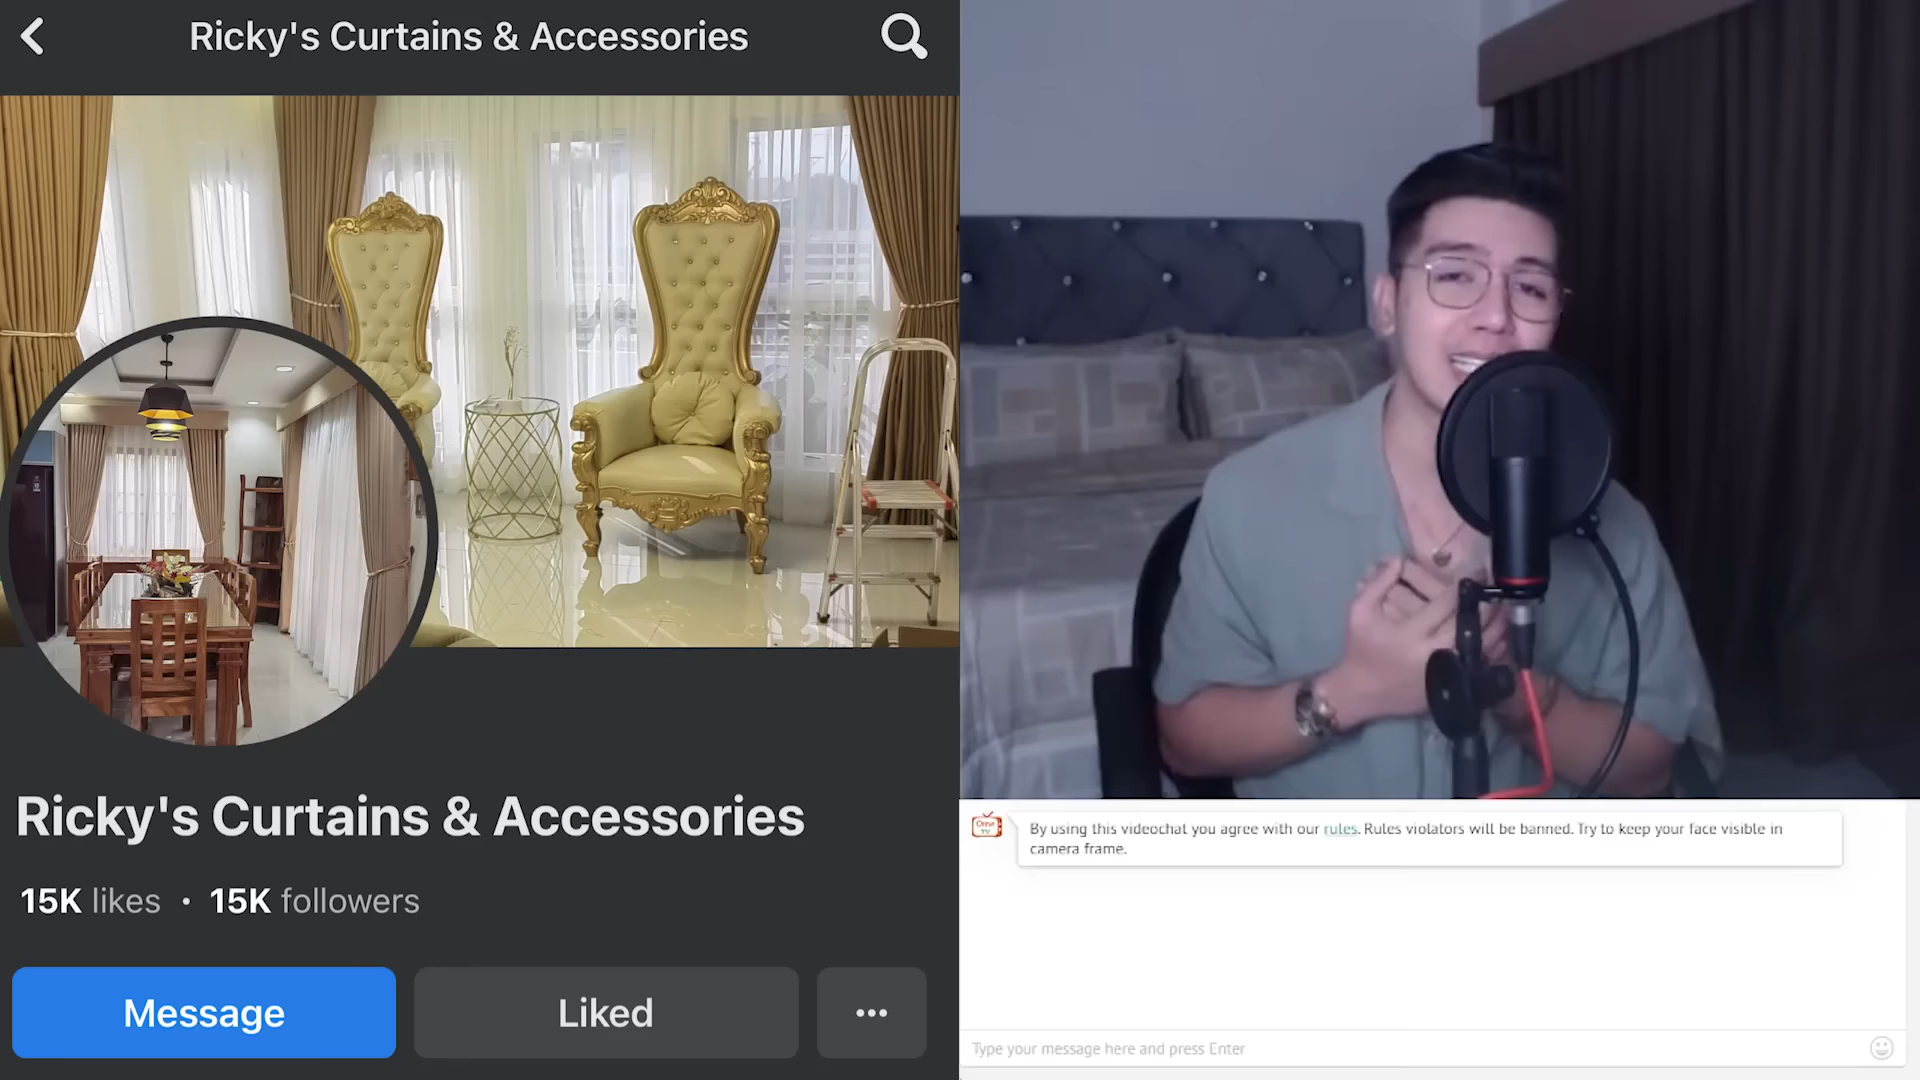 Ricky's Curtains & Accessories
Ricky's Curtains & Accessories
15K likes • 15K followers
Message
Liked
Ome
TV
By using this videochat you agree with our rules. Rules violators will be banned. Try to keep your face visible in
camera frame.
Type your message here and press Enter